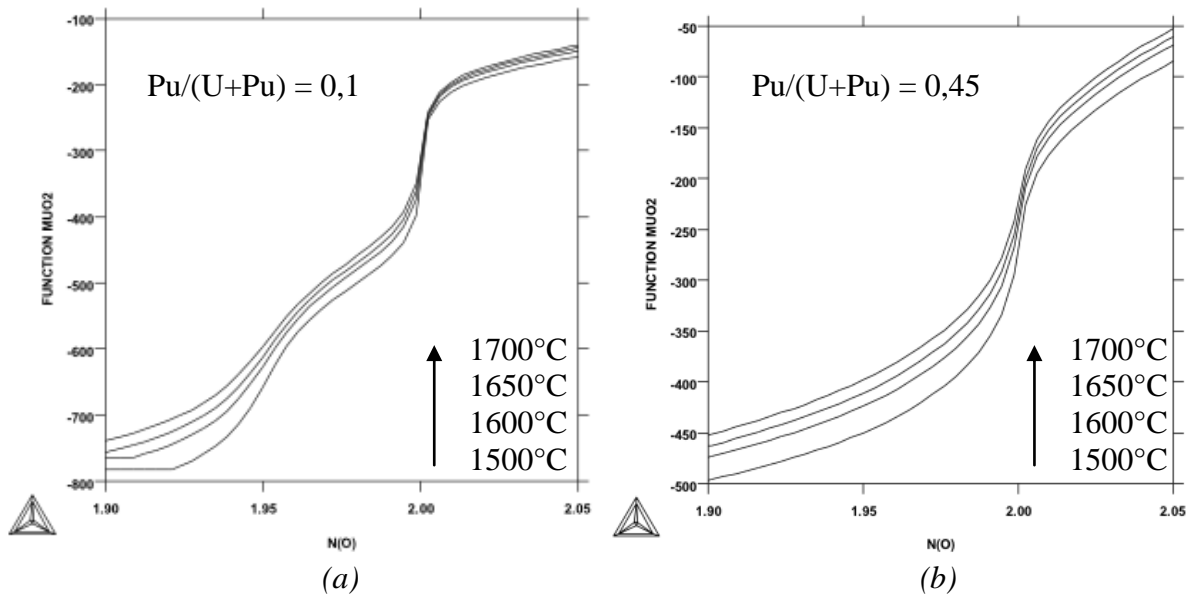 -100
-200
-300
-400
-500
-600
-700
-800
FUNCTION MUO2
Pu/(U+Pu) = 0,1
1700°C
1650°C
1600°C
1500°C
1.90 1.95 2.00 2.05
N(O)
(a)
-50
-100
-150
-200
-250
-300
-350
-400
-450
-500
FUNCTION MUO2
Pu/(U+Pu) = 0,45
1700°C
1650°C
1600°C
1500°C
1.90 1.95 2.00 2.05
N(O)
(b)